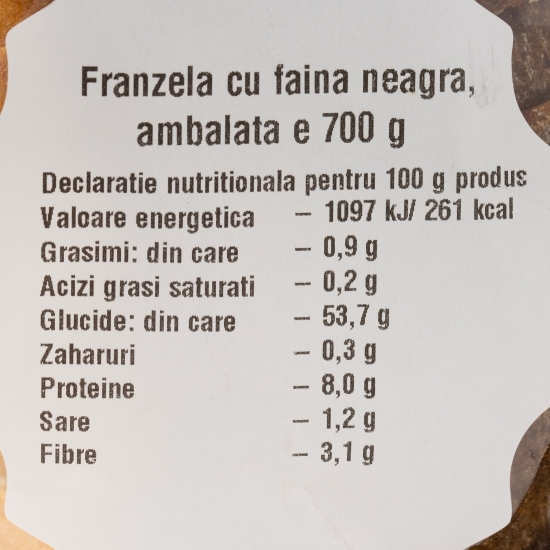 Franzela cu faina neagra,
ambalata e 700 g
Declaratie nutritionala pentru 100 g produs
Valoare energetica – 1097 kJ/ 261 kcal
Grasimi: din care – 0,9 g
Acizi grasi saturati – 0,2 g
Glucide: din care – 53,7 g
Zaharuri – 0,3 g
Proteine – 8,0 g
Sare – 1,2 g
Fibre – 3,1 g